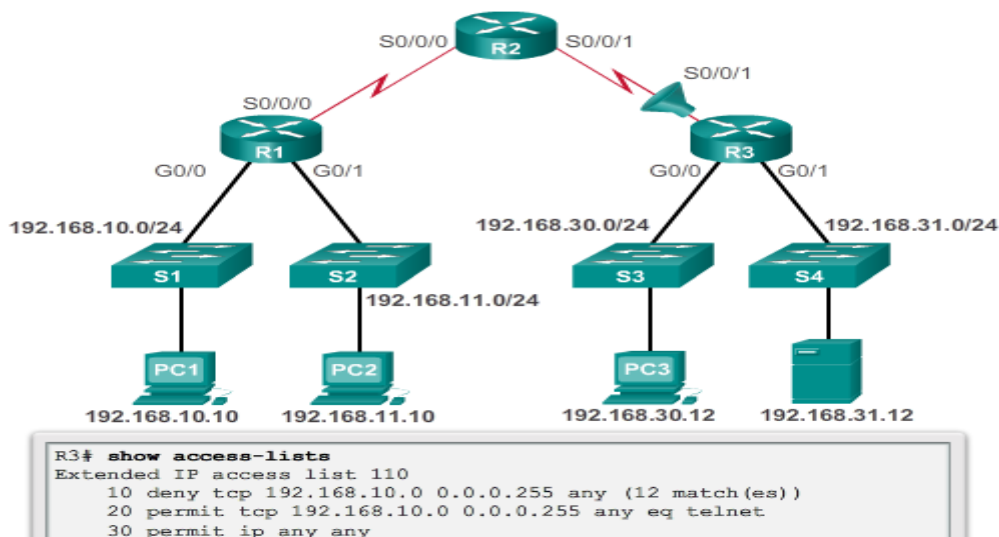 S0/0/0 R2 S0/0/1
S0/0/1
S0/0/0
R1 R3
G0/0 G0/1 G0/0 G0/1
192.168.10.0/24 192.168.30.0/24 192.168.31.0/24
S1 S2 S3 S4
192.168.11.0/24
PC1 PC2 PC3
192.168.10.10 192.168.11.10 192.168.30.12 192.168.31.12
R3# show access-lists
Extended IP access list 110
10 deny tcp 192.168.10.0 0.0.0.255 any (12 match(es))
20 permit tcp 192.168.10.0 0.0.0.255 any eq telnet
30 permit ip any any